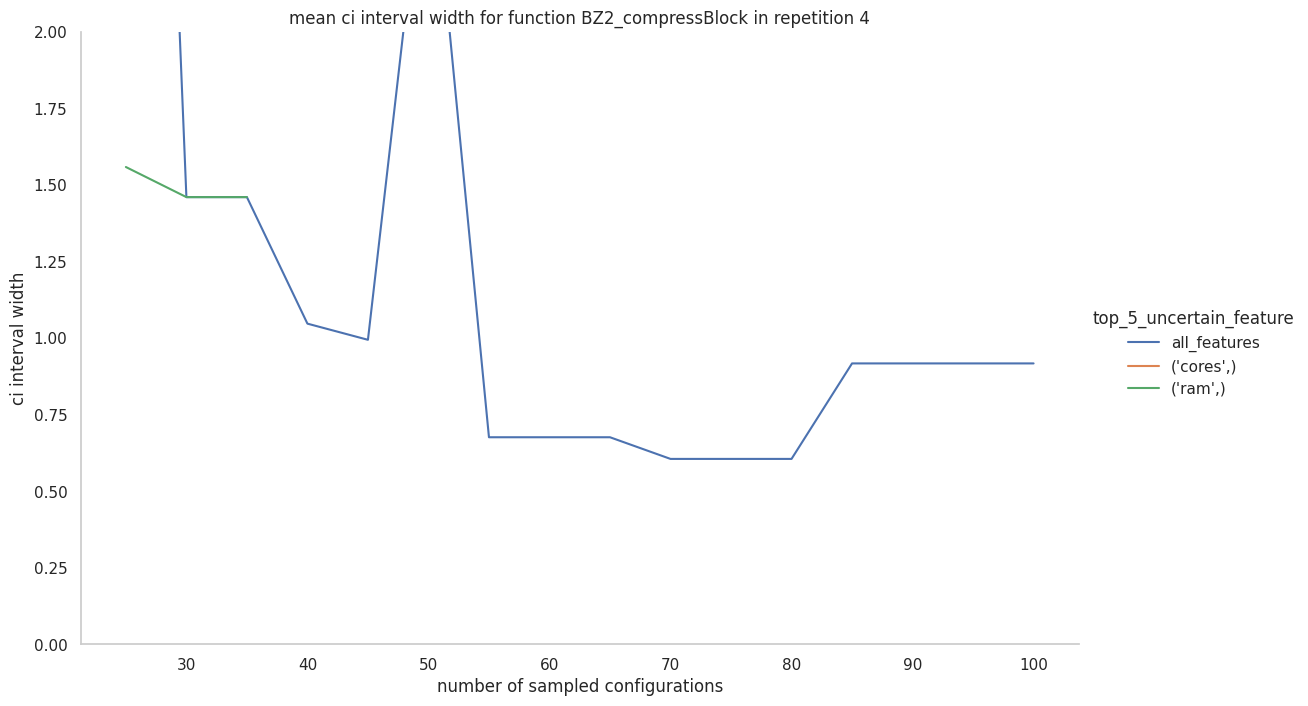 mean ci interval width for function BZ2_compressBlock in repetition 4
2.00
1.75
1.50
1.25
1.00
0.75
0.50
0.25
0.00
ci interval width
30 40 50 60 70 80 90 100
number of sampled configurations
top_5_uncertain_feature
all_features
('cores',)
('ram',)